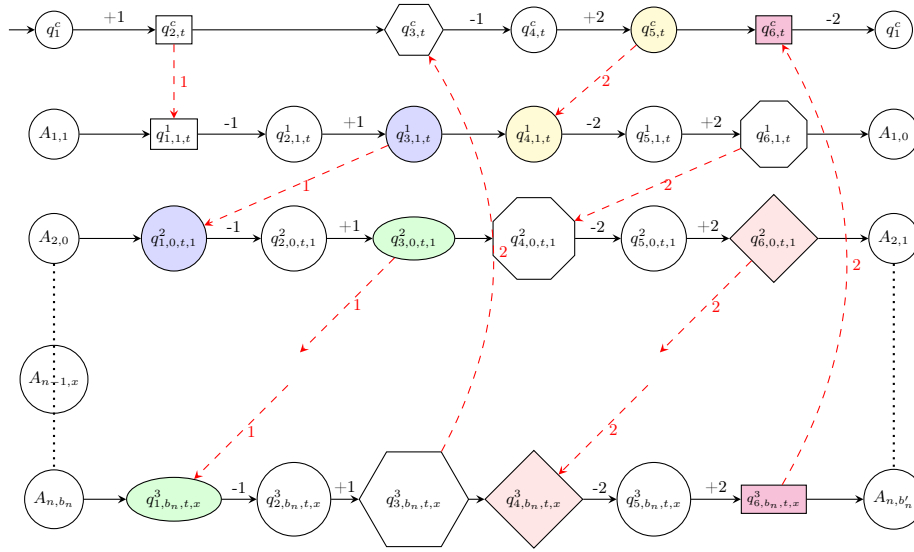 +1 -1 +2 -2
q_1^c q_{2,t}^c q_{3,t}^c q_{4,t}^c q_{5,t}^c q_{6,t}^c q_1^c
1 2
-1 +1 -2 +2
A_{1,1} q_{1,1,t}^1 q_{2,1,t}^1 q_{3,1,t}^1 q_{4,1,t}^1 q_{5,1,t}^1 q_{6,1,t}^1 A_{1,0}
1 2
-1 +1 -2 +2
A_{2,0} q_{1,0,t,1}^2 q_{2,0,t,1}^2 q_{3,0,t,1}^2 q_{4,0,t,1}^2 q_{5,0,t,1}^2 q_{6,0,t,1}^2 A_{2,1}
2 2
1 2
A_{n-1,x}
1 2
-1 +1 -2 +2
A_{n,b_n} q_{1,b_n,t,x}^3 q_{2,b_n,t,x}^3 q_{3,b_n,t,x}^3 q_{4,b_n,t,x}^3 q_{5,b_n,t,x}^3 q_{6,b_n,t,x}^3 A_{n,b'_n}